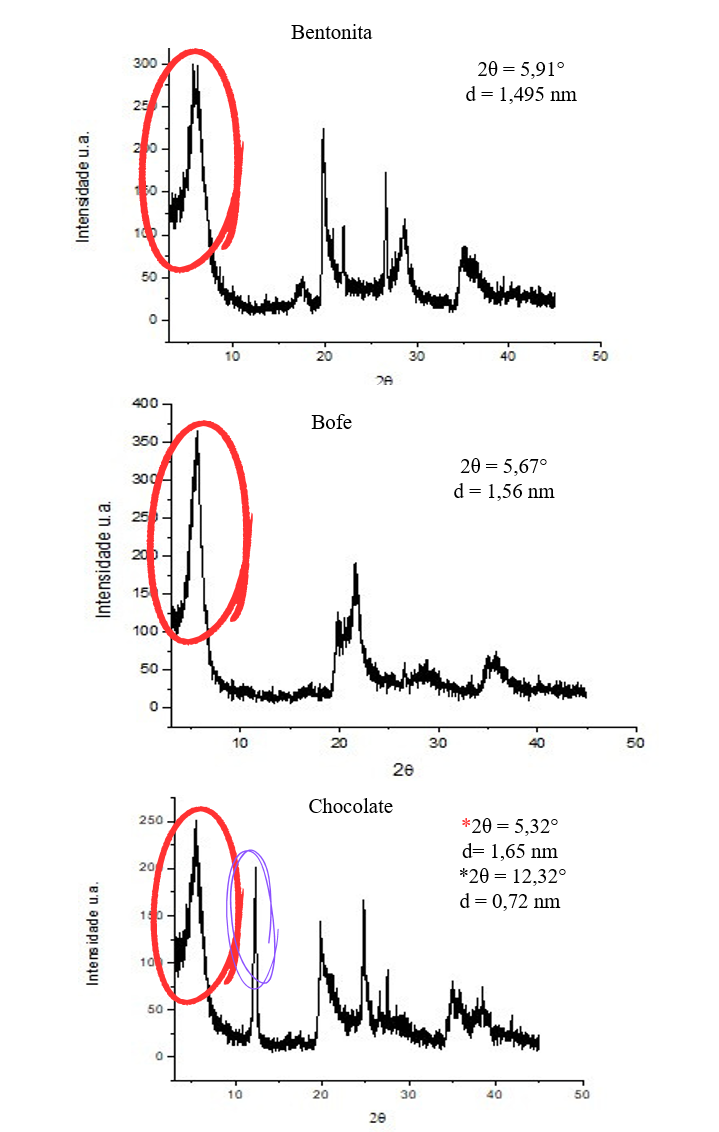 Bentonita
2θ = 5,91°
d = 1,495 nm
Intensidade u.a.
300
250
200
150
100
50
0
10 20 30 40 50
2θ
Bofe
2θ = 5,67°
d = 1,56 nm
Intensidade u.a.
400
350
300
250
200
150
100
50
0
10 20 30 40 50
2θ
Chocolate
*2θ = 5,32°
d= 1,65 nm
*2θ = 12,32°
d = 0,72 nm
Intensidade u.a.
250
200
150
100
50
0
10 20 30 40 50
2θ